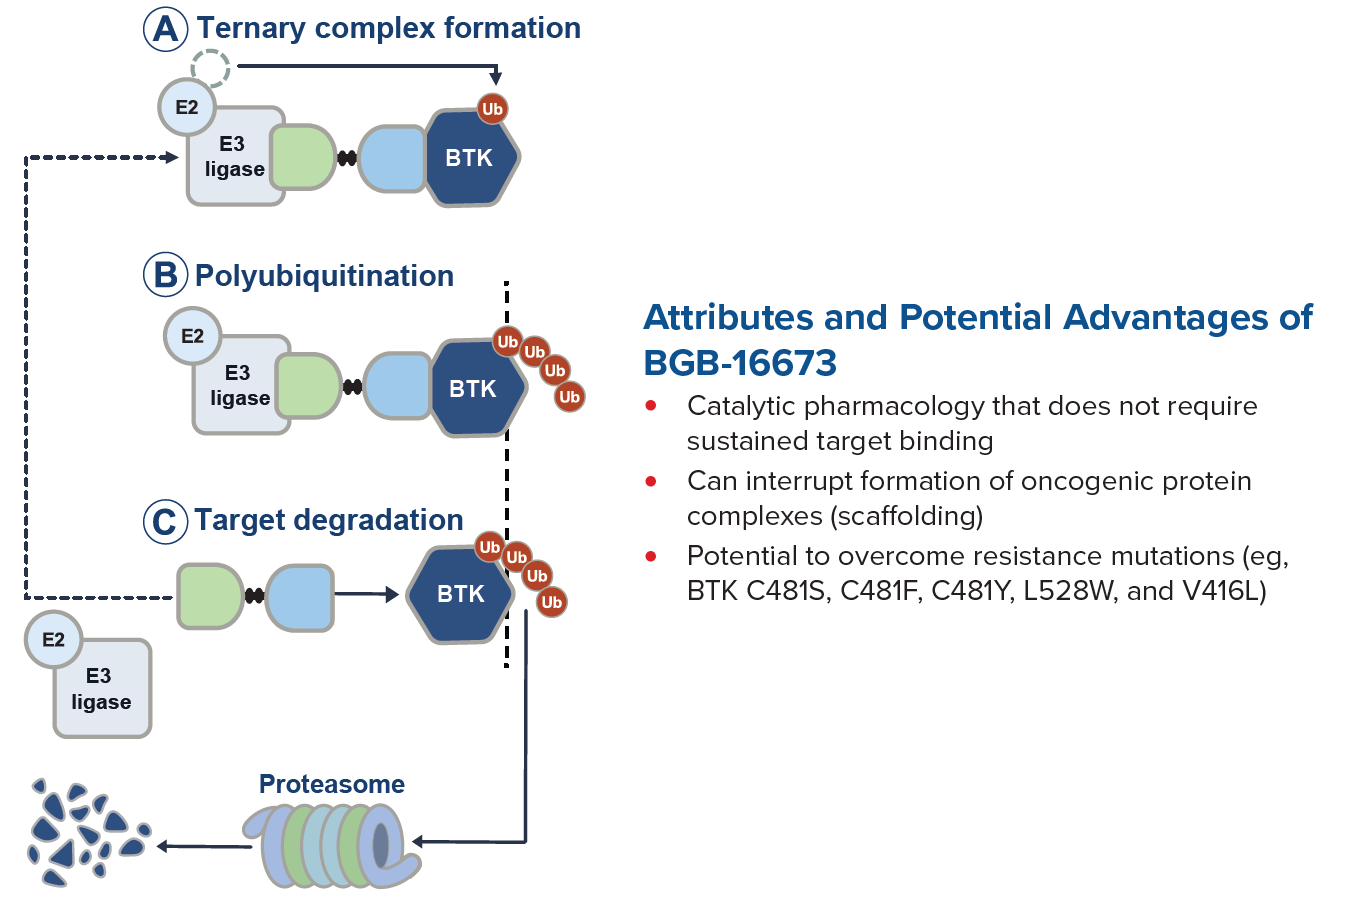 A Ternary complex formation
E2
Ub
E3
ligase
BTK
B Polyubiquitination
E2
Ub
Ub
Ub
Ub
E3
ligase
BTK
C Target degradation
Ub
Ub
Ub
Ub
BTK
E2
E3
ligase
Proteasome
Attributes and Potential Advantages of
BGB-16673
• Catalytic pharmacology that does not require
sustained target binding
• Can interrupt formation of oncogenic protein
complexes (scaffolding)
• Potential to overcome resistance mutations (eg,
BTK C481S, C481F, C481Y, L528W, and V416L)